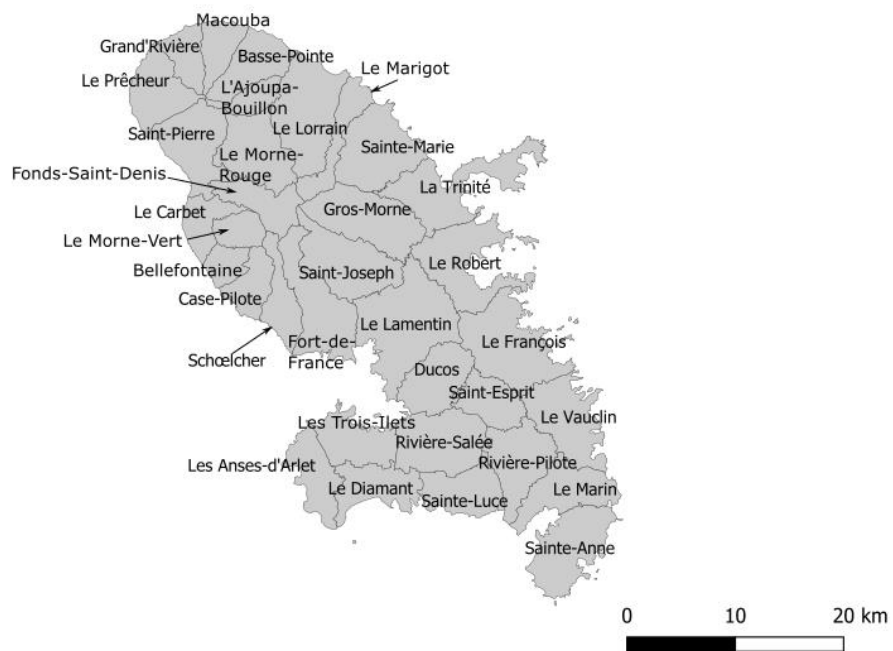 Macouba
Grand'Rivière
Basse-Pointe
Le Marigot
Le Prêcheur
L'Ajoupa-
Bouillon
Saint-Pierre
Le Lorrain
Sainte-Marie
Le Morne-
Rouge
Fonds-Saint-Denis
La Trinité
Le Carbet
Gros-Morne
Le Morne-Vert
Bellefontaine
Saint-Joseph
Le Robert
Case-Pilote
Le Lamentin
Schœlcher
Fort-de-
France
Le François
Ducos
Saint-Esprit
Le Vauclin
Les Trois-Ilets
Rivière-Salée
Rivière-Pilote
Les Anses-d'Arlet
Le Diamant
Sainte-Luce
Le Marin
Sainte-Anne
0 10 20 km